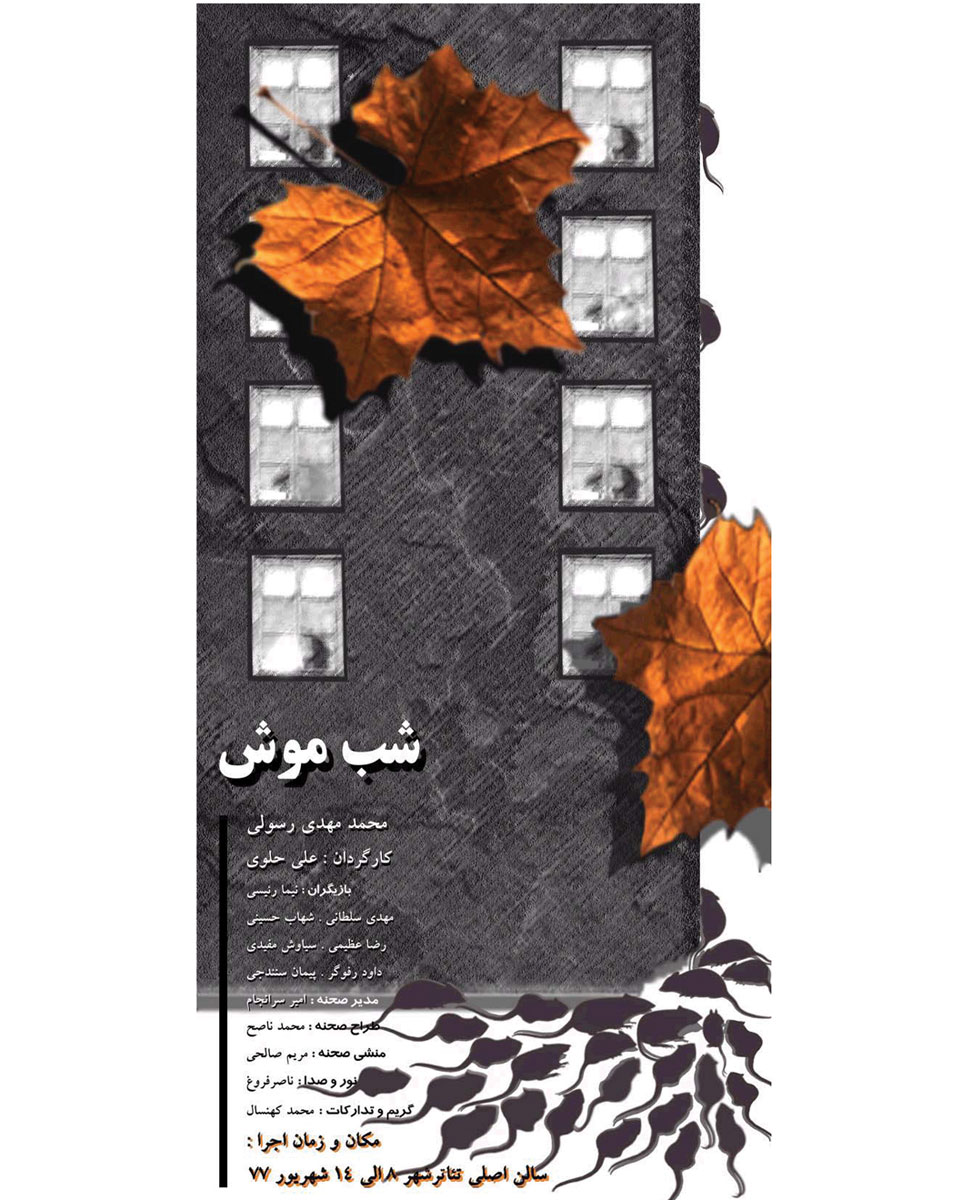 شب موش
محمد مهدی رسولی
کارگردان : علی حلوی
بازیگران : نیما رئیسی
مهدی سلطانی . شهاب حسینی
رضا عظیمی . سیاوش مفیدی
داود رفوگر . پیمان سنندجی
مدیر صحنه : امیر سرانجام
طراح صحنه : محمد ناصح
منشی صحنه : مریم صالحی
نور و صدا : ناصرفروغ
گریم و تدارکات : محمد کهنسال
مکان و زمان اجرا :
سالن اصلی تئاترشهر ۸ الی ۱۴ شهریور ۷۷